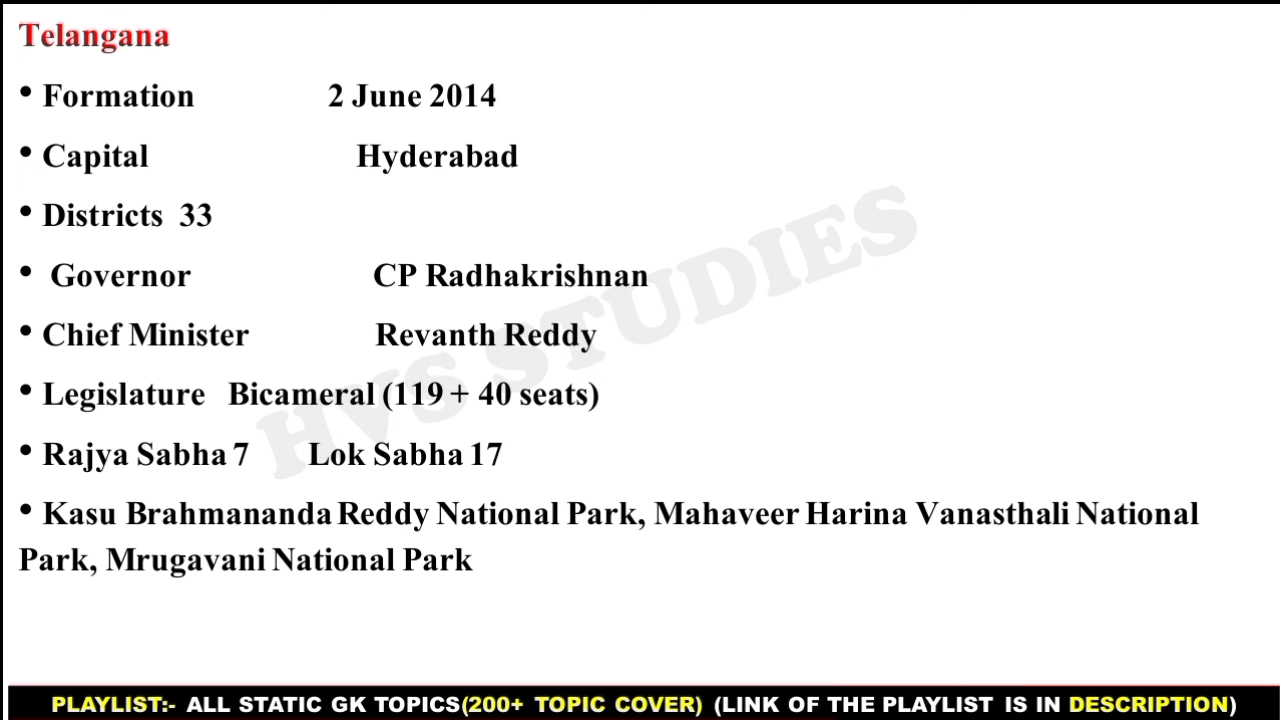 Telangana
• Formation 2 June 2014
• Capital Hyderabad
• Districts 33
• Governor CP Radhakrishnan
• Chief Minister Revanth Reddy
• Legislature Bicameral (119 + 40 seats)
• Rajya Sabha 7 Lok Sabha 17
• Kasu Brahmananda Reddy National Park, Mahaveer Harina Vanasthali National
Park, Mrugavani National Park
HVS STUDIES
PLAYLIST:- ALL STATIC GK TOPICS(200+ TOPIC COVER) (LINK OF THE PLAYLIST IS IN DESCRIPTION)